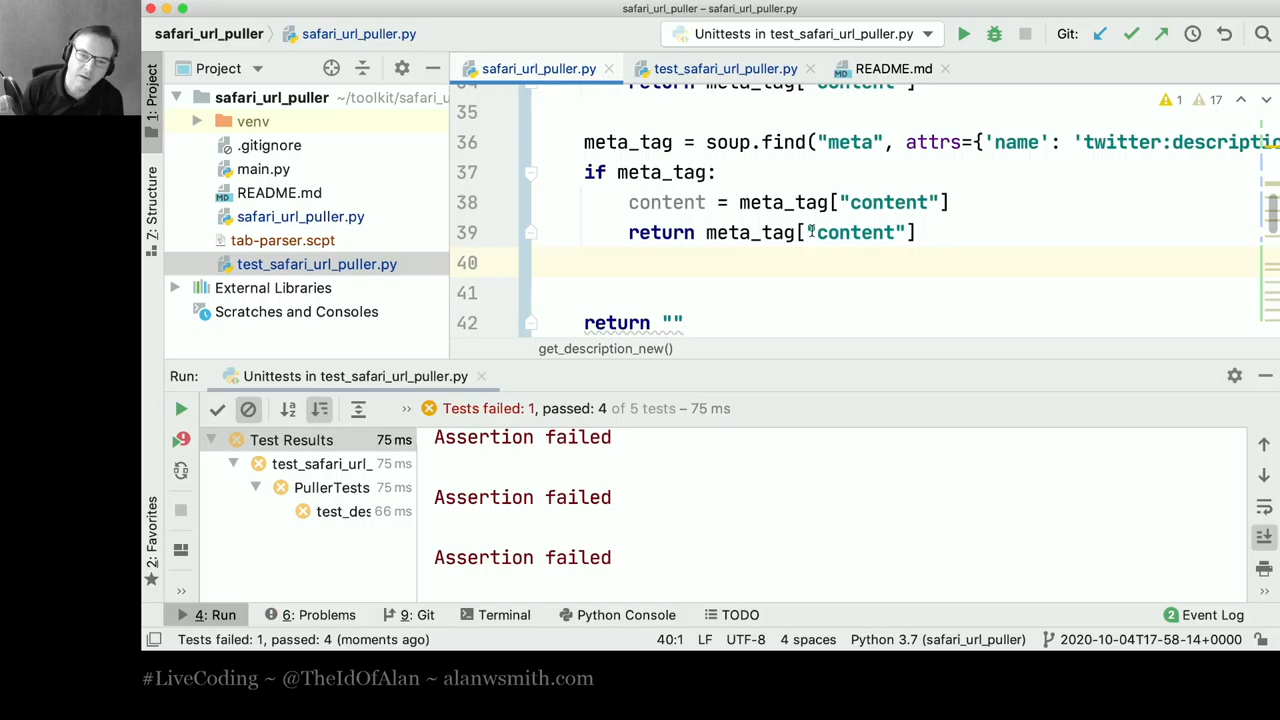 safari_url_puller – safari_url_puller.py
safari_url_puller
safari_url_puller.py
Unittests in test_safari_url_puller.py
Git:
1: Project
Project
safari_url_puller.py
test_safari_url_puller.py
README.md
safari_url_puller ~/toolkit/safari_u
venv
.gitignore
main.py
README.md
safari_url_puller.py
tab-parser.scpt
test_safari_url_puller.py
External Libraries
Scratches and Consoles
Z: Structure
2: Favorites
1 17
34 return meta_tag["content"]
35
36 meta_tag = soup.find("meta", attrs={'name': 'twitter:descriptio
37 if meta_tag:
38 content = meta_tag["content"]
39 return meta_tag["content"]
40
41
42 return ""
get_description_new()
Run:
Unittests in test_safari_url_puller.py
Tests failed: 1, passed: 4 of 5 tests – 75 ms
Test Results 75 ms
test_safari_url_ 75 ms
PullerTests 75 ms
test_des 66 ms
Assertion failed
Assertion failed
Assertion failed
4: Run
6: Problems
9: Git
Terminal
Python Console
TODO
2 Event Log
Tests failed: 1, passed: 4 (moments ago)
40:1 LF UTF-8 4 spaces Python 3.7 (safari_url_puller) 2020-10-04T17-58-14+0000
#LiveCoding ~ @TheIdOfAlan ~ alanwsmith.com